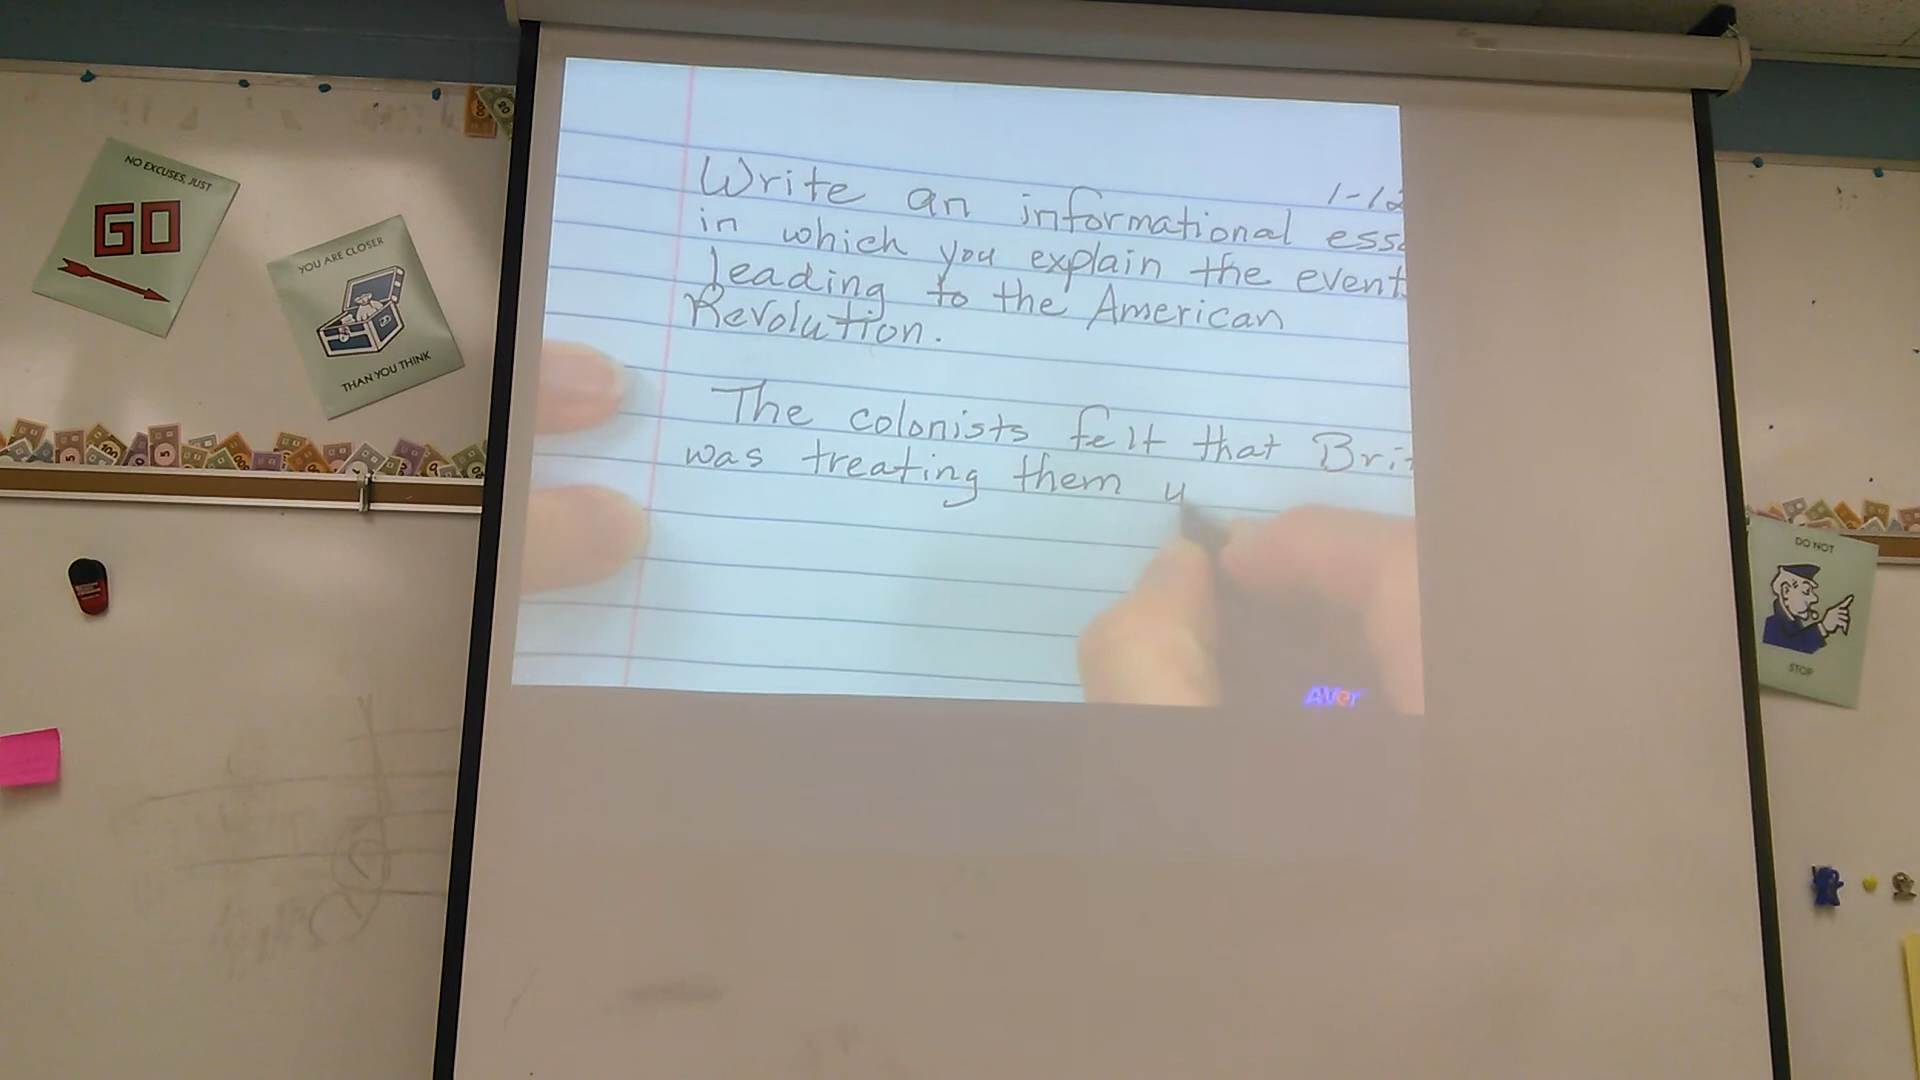 NO EXCUSES, JUST
GO
YOU ARE CLOSER
THAN YOU THINK
1-12
Write an informational ess
in which you explain the event
leading to the American
Revolution.
The colonists felt that Bri
was treating them u
AVer
DO NOT
STOP